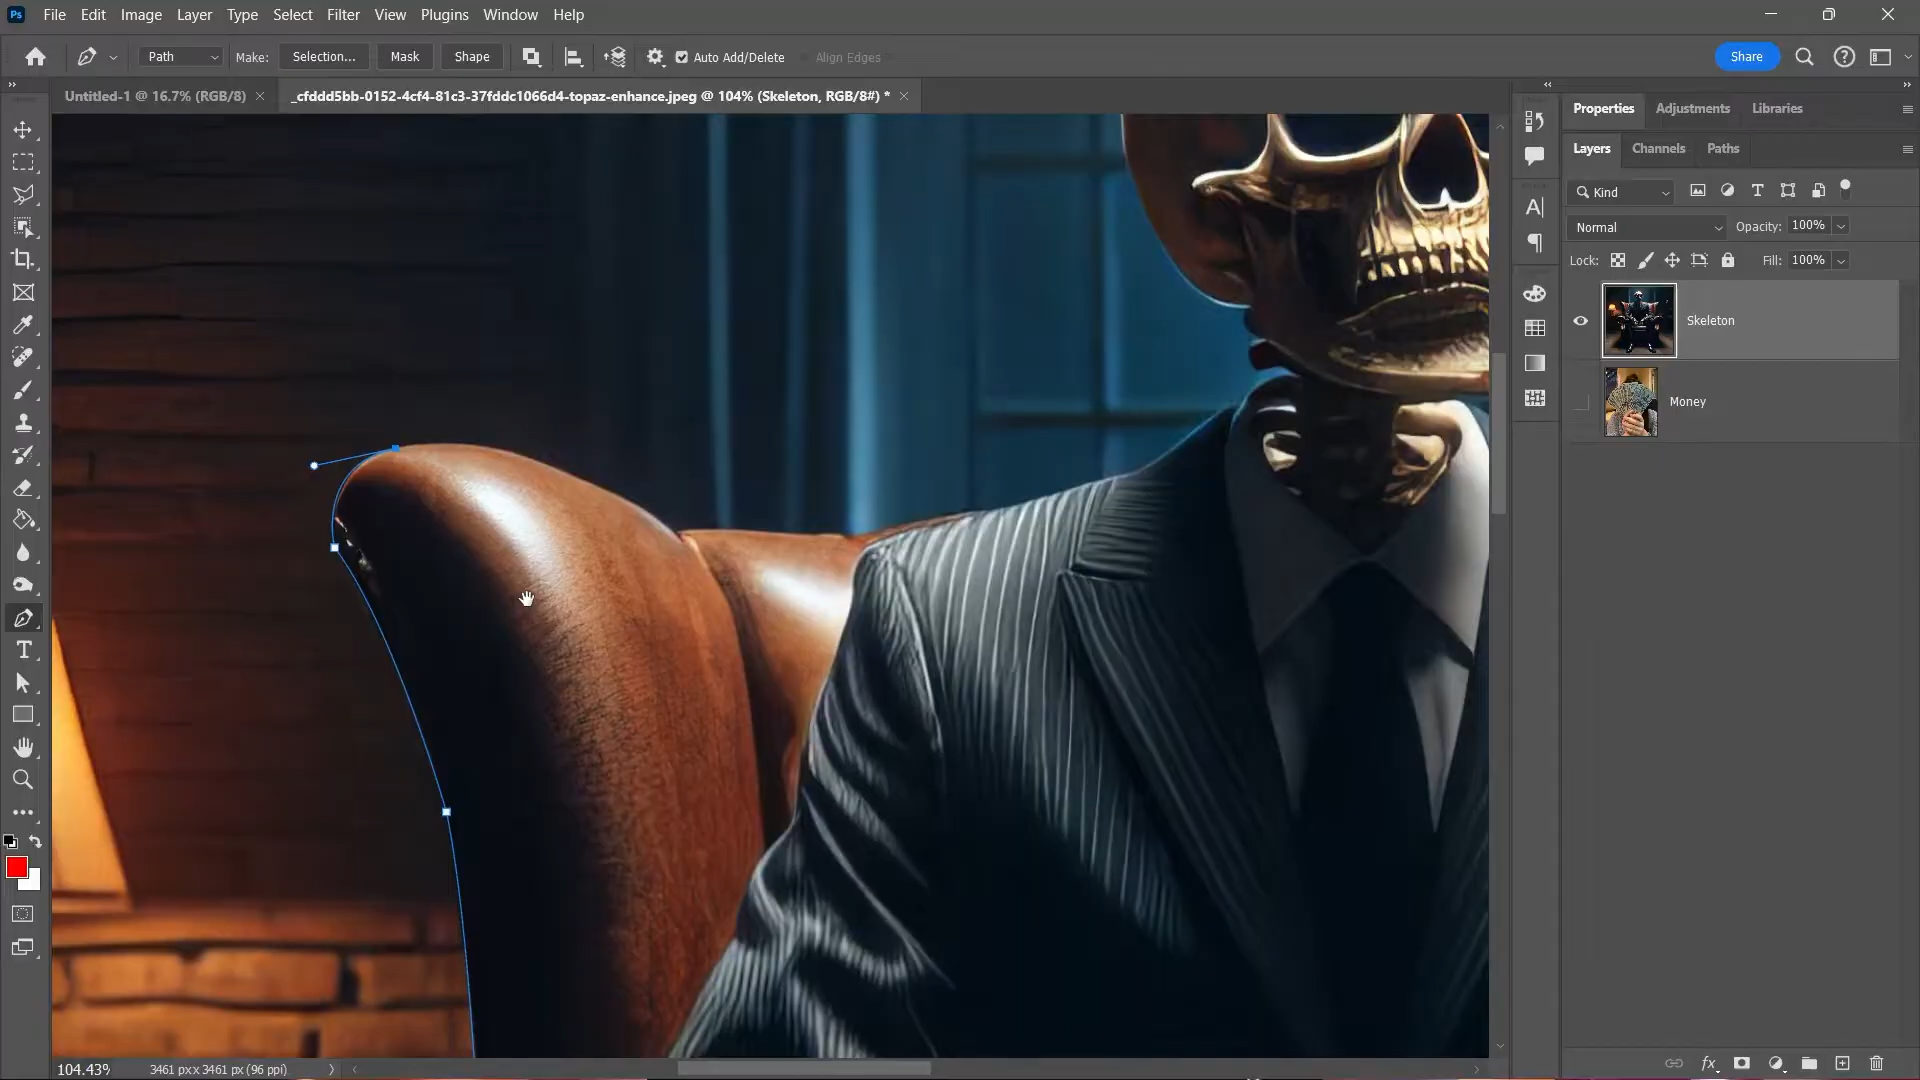 Ps File Edit Image Layer Type Select Filter View Plugins Window Help
Path Make: Selection... Mask Shape Auto Add/Delete Align Edges Share
Untitled-1 @ 16.7% (RGB/8) × _cfddd5bb-0152-4cf4-81c3-37fddc1066d4-topaz-enhance.jpeg @ 104% (Skeleton, RGB/8#) * ×
Properties Adjustments Libraries
Layers Channels Paths
Kind
Normal Opacity: 100%
Lock: Fill: 100%
Skeleton
Money
104.43% 3461 px x 3461 px (96 ppi)